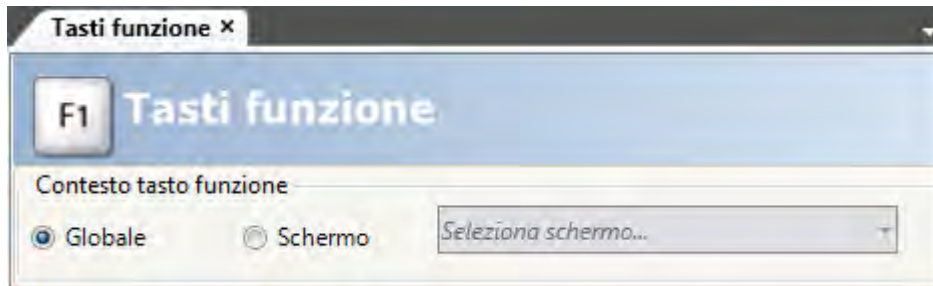 Tasti funzione ×
F1 Tasti funzione
Contesto tasto funzione
Globale Schermo Seleziona schermo...